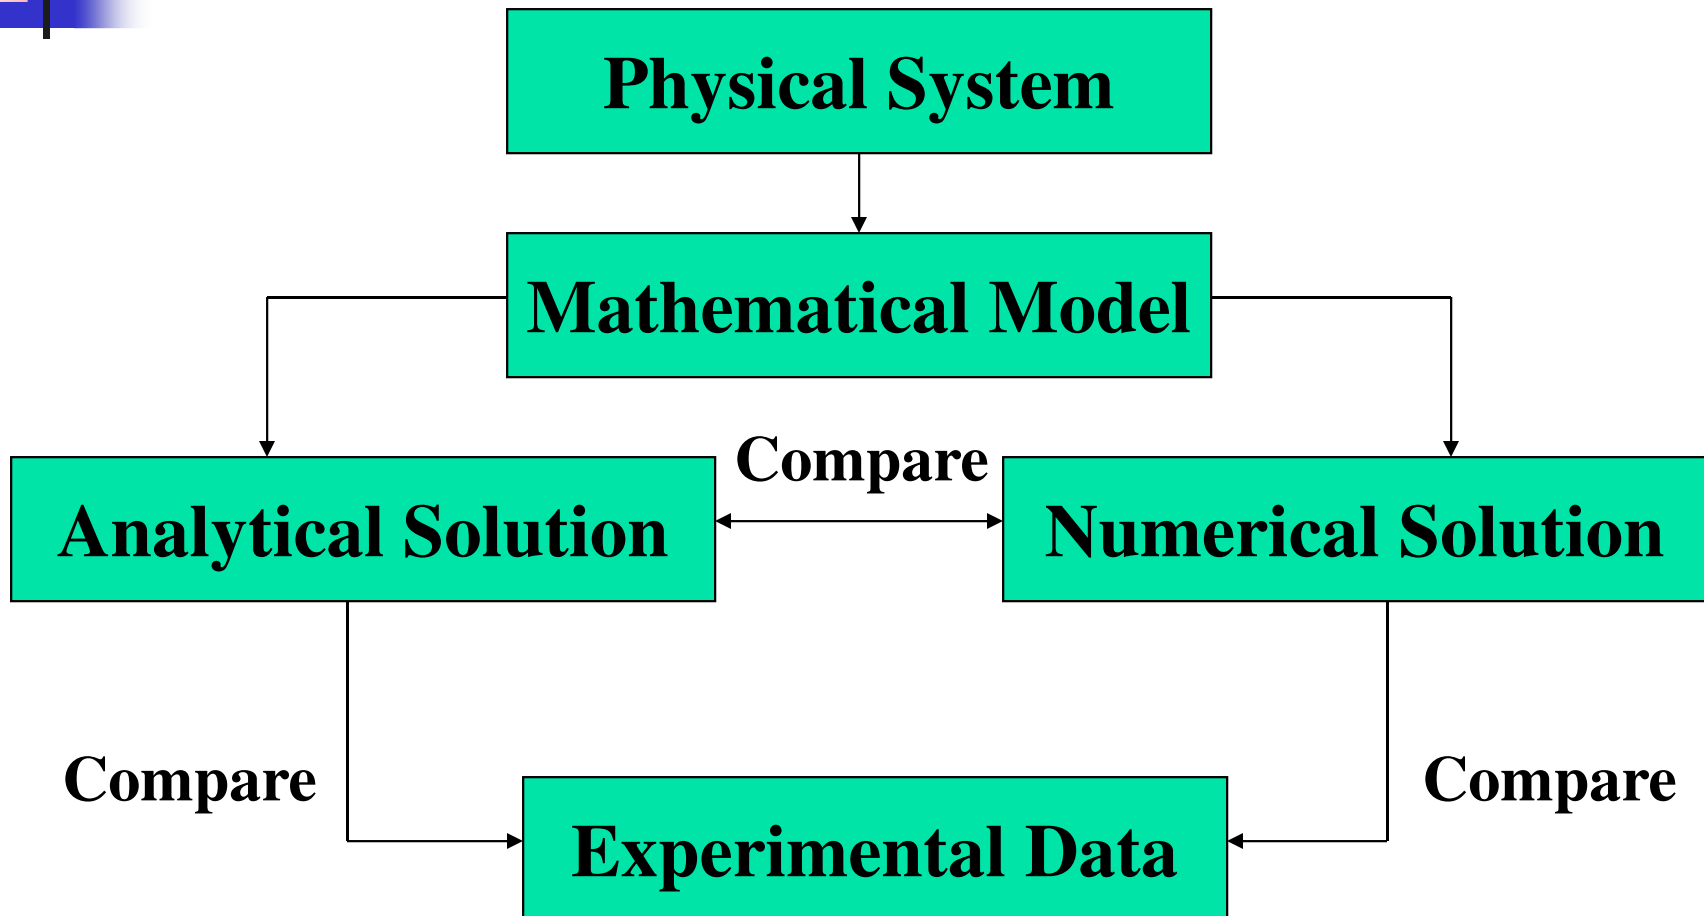 Physical System
Mathematical Model
Compare
Analytical Solution
Numerical Solution
Compare
Compare
Experimental Data